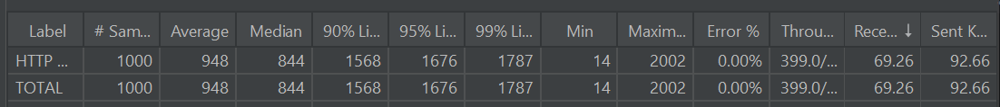 Label # Sam... Average Median 90% Li... 95% Li... 99% Li... Min Maxim... Error % Throu... Rece... ↓ Sent K...
HTTP ... 1000 948 844 1568 1676 1787 14 2002 0.00% 399.0/... 69.26 92.66
TOTAL 1000 948 844 1568 1676 1787 14 2002 0.00% 399.0/... 69.26 92.66